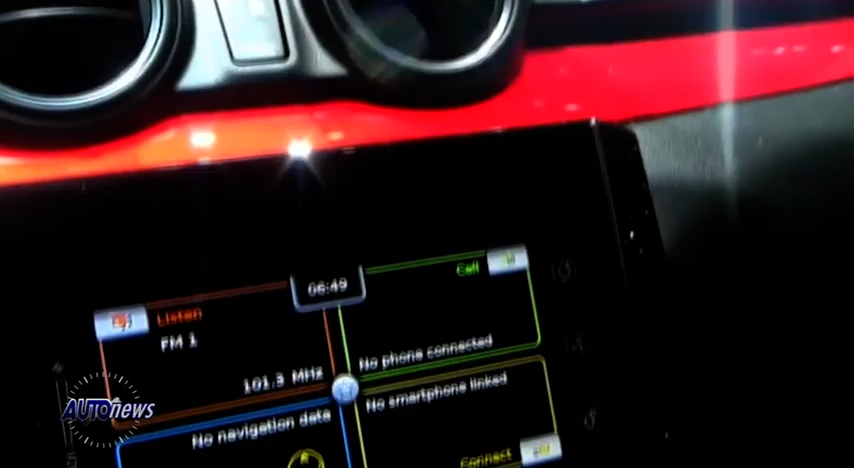 06:49
Call
Listen
FM 1
No phone connected
101.3 MHz
No smartphone linked
No navigation data
Connect
AUTOnews